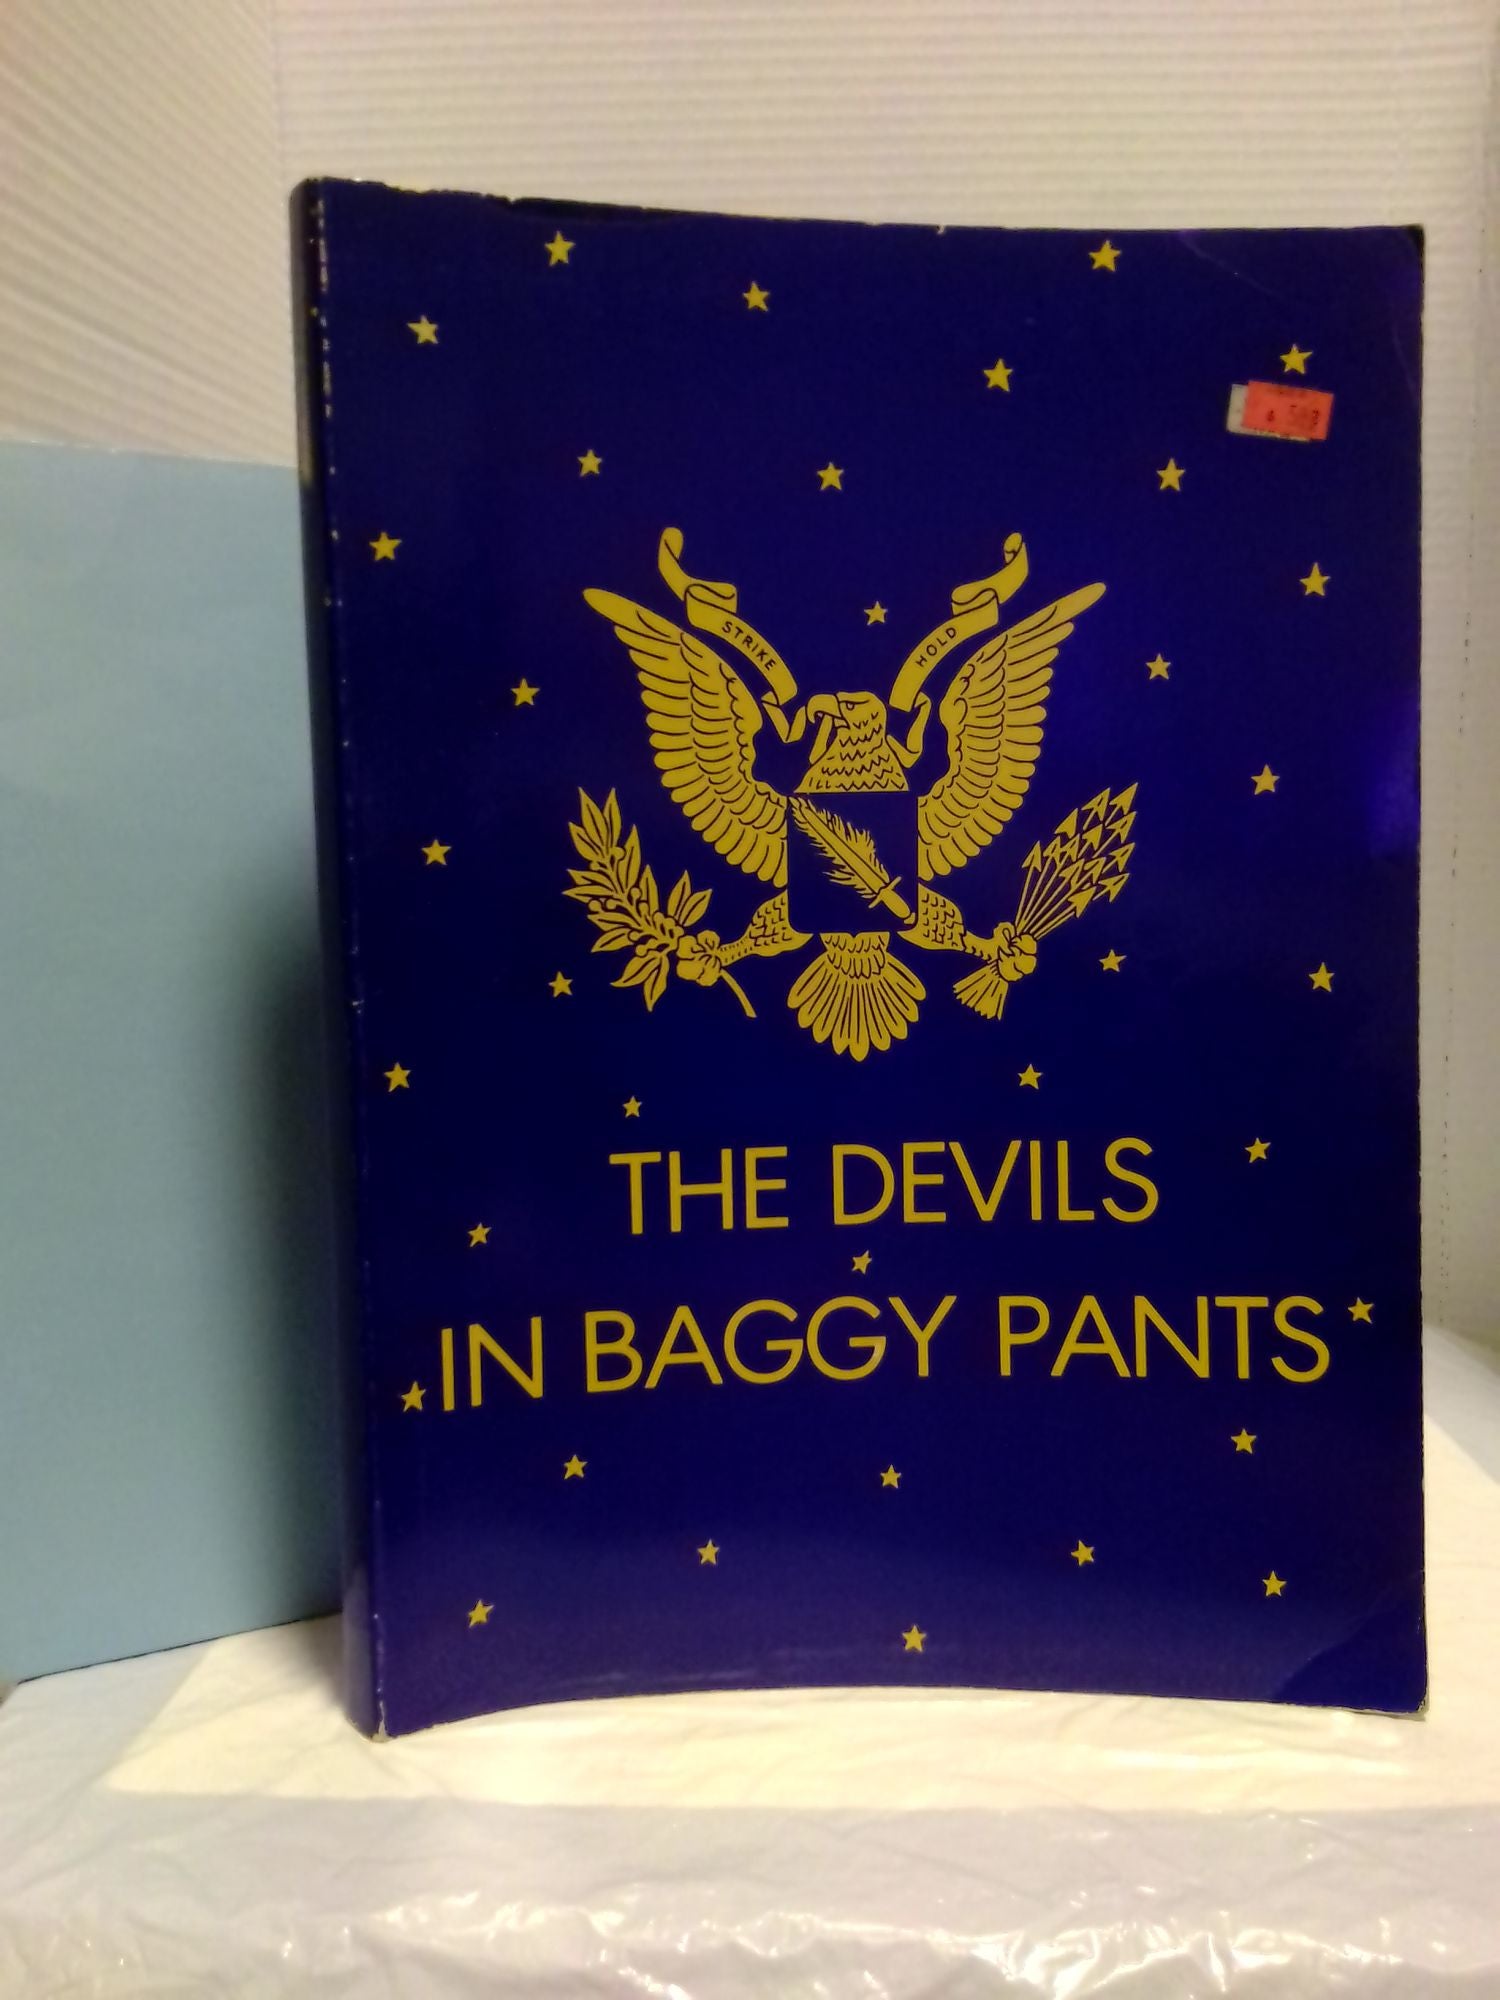 STRIKE
HOLD
THE DEVILS
IN BAGGY PANTS